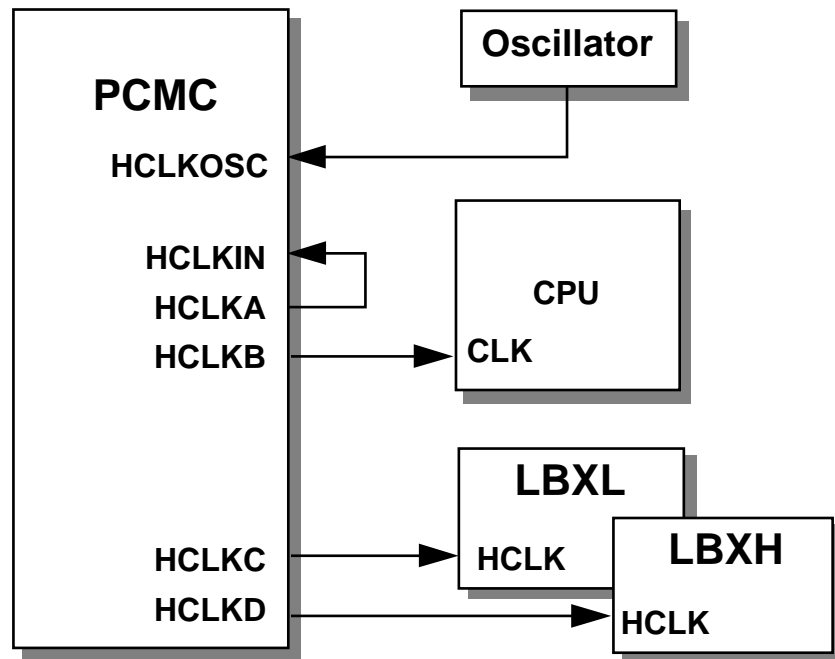 Oscillator
PCMC
HCLKOSC
HCLKIN
HCLKA
HCLKB
CPU
CLK
LBXL
HCLKC
HCLK
LBXH
HCLKD
HCLK